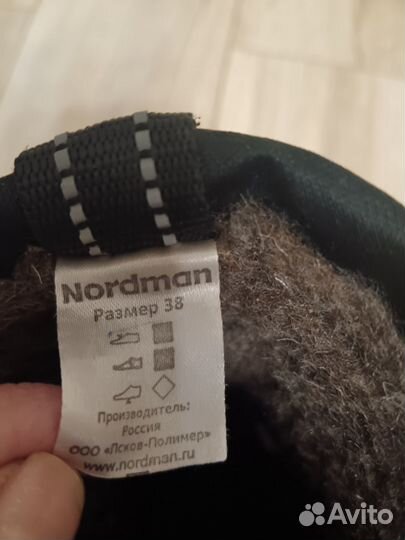 Nordman
Размер 38
Производитель:
Россия
ООО «Псков-Полимер»
www.nordman.ru
Avito